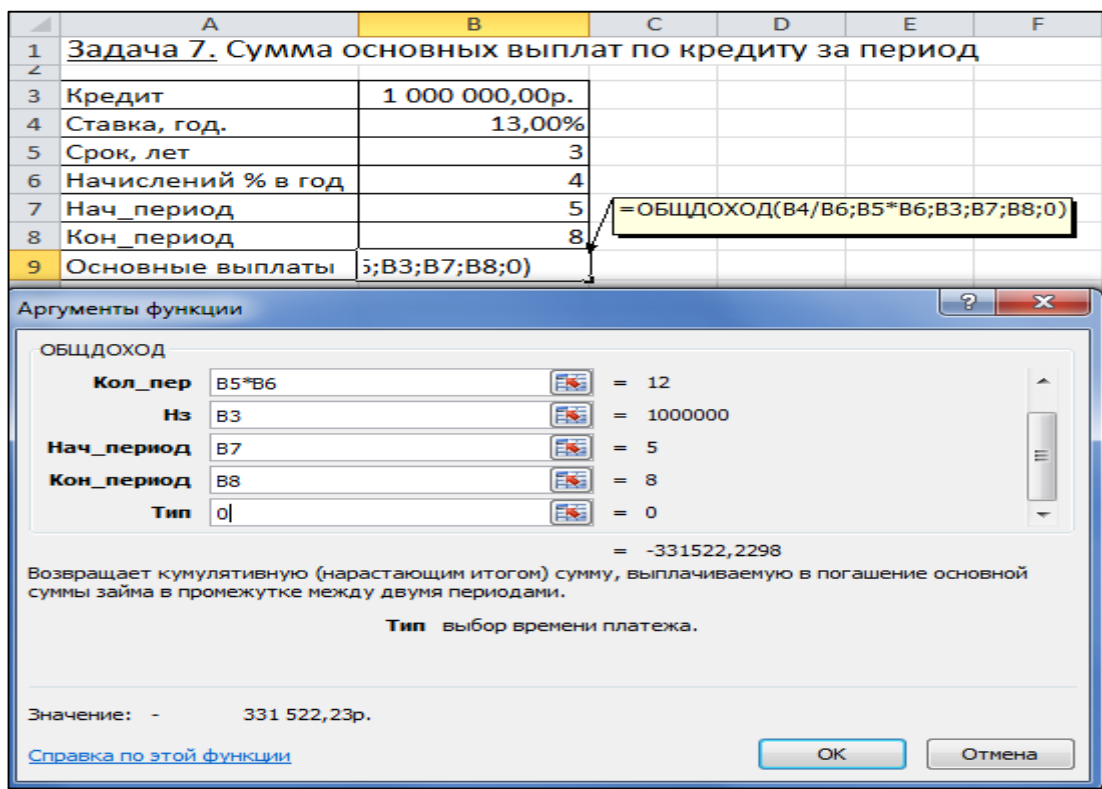 A B C D E F
1 Задача 7. Сумма основных выплат по кредиту за период
2
3 Кредит 1 000 000,00р.
4 Ставка, год. 13,00%
5 Срок, лет 3
6 Начислений % в год 4
7 Нач_период 5 =ОБЩДОХОД(B4/B6;B5*B6;B3;B7;B8;0)
8 Кон_период 8
9 Основные выплаты ;B3;B7;B8;0)
Аргументы функции
ОБЩДОХОД
Кол_пер B5*B6 = 12
Нз B3 = 1000000
Нач_период B7 = 5
Кон_период B8 = 8
Тип 0 = 0
= -331522,2298
Возвращает кумулятивную (нарастающим итогом) сумму, выплачиваемую в погашение основной
суммы займа в промежутке между двумя периодами.
Тип выбор времени платежа.
Значение: - 331 522,23р.
Справка по этой функции OK Отмена